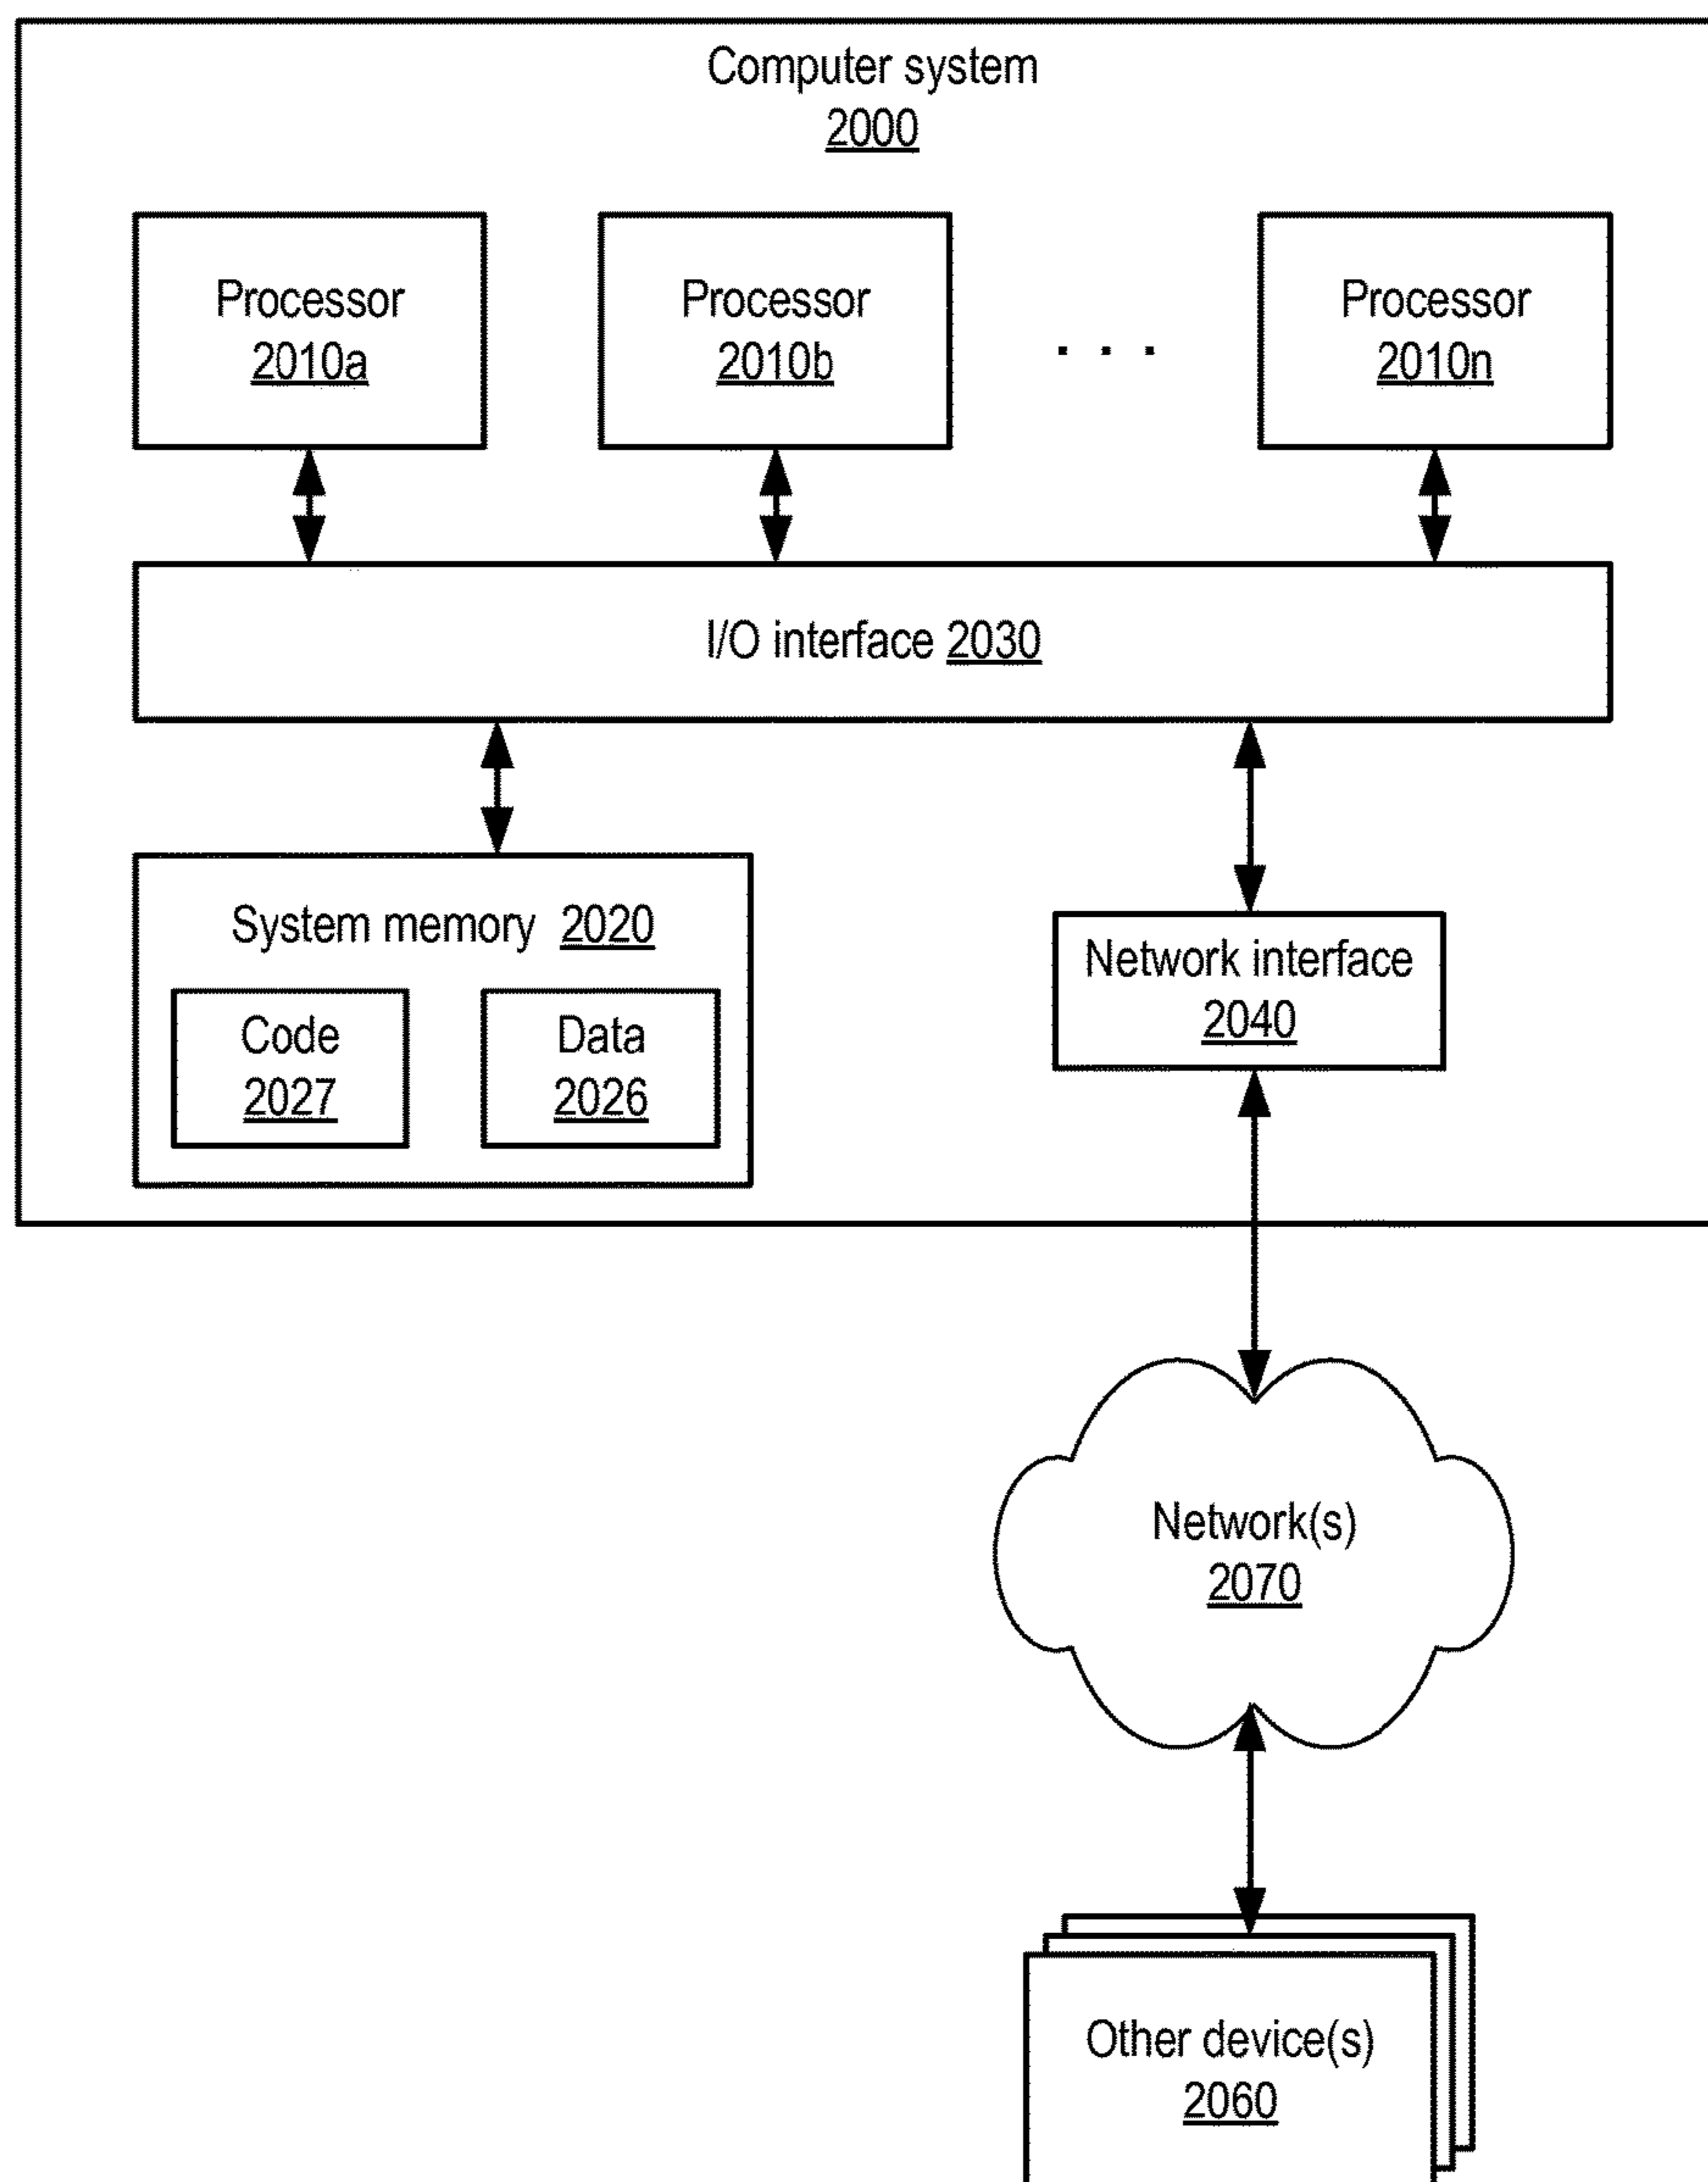 Computer system
2000
Processor
2010a
Processor
2010b
. . .
Processor
2010n
I/O interface 2030
System memory 2020
Code
2027
Data
2026
Network interface
2040
Network(s)
2070
Other device(s)
2060